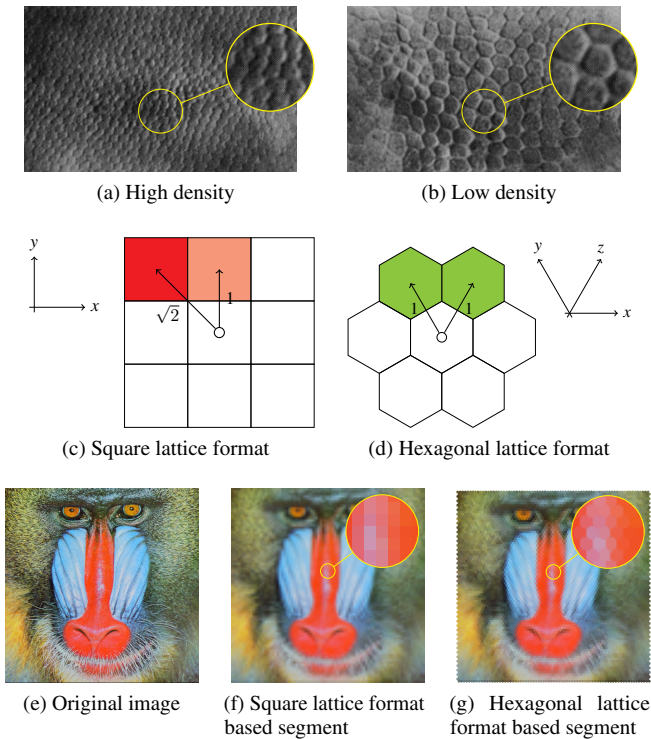 (a) High density
(b) Low density
y
x
√2
1
1
1
y
z
x
(c) Square lattice format
(d) Hexagonal lattice format
(e) Original image
(f) Square lattice format
based segment
(g) Hexagonal lattice
format based segment